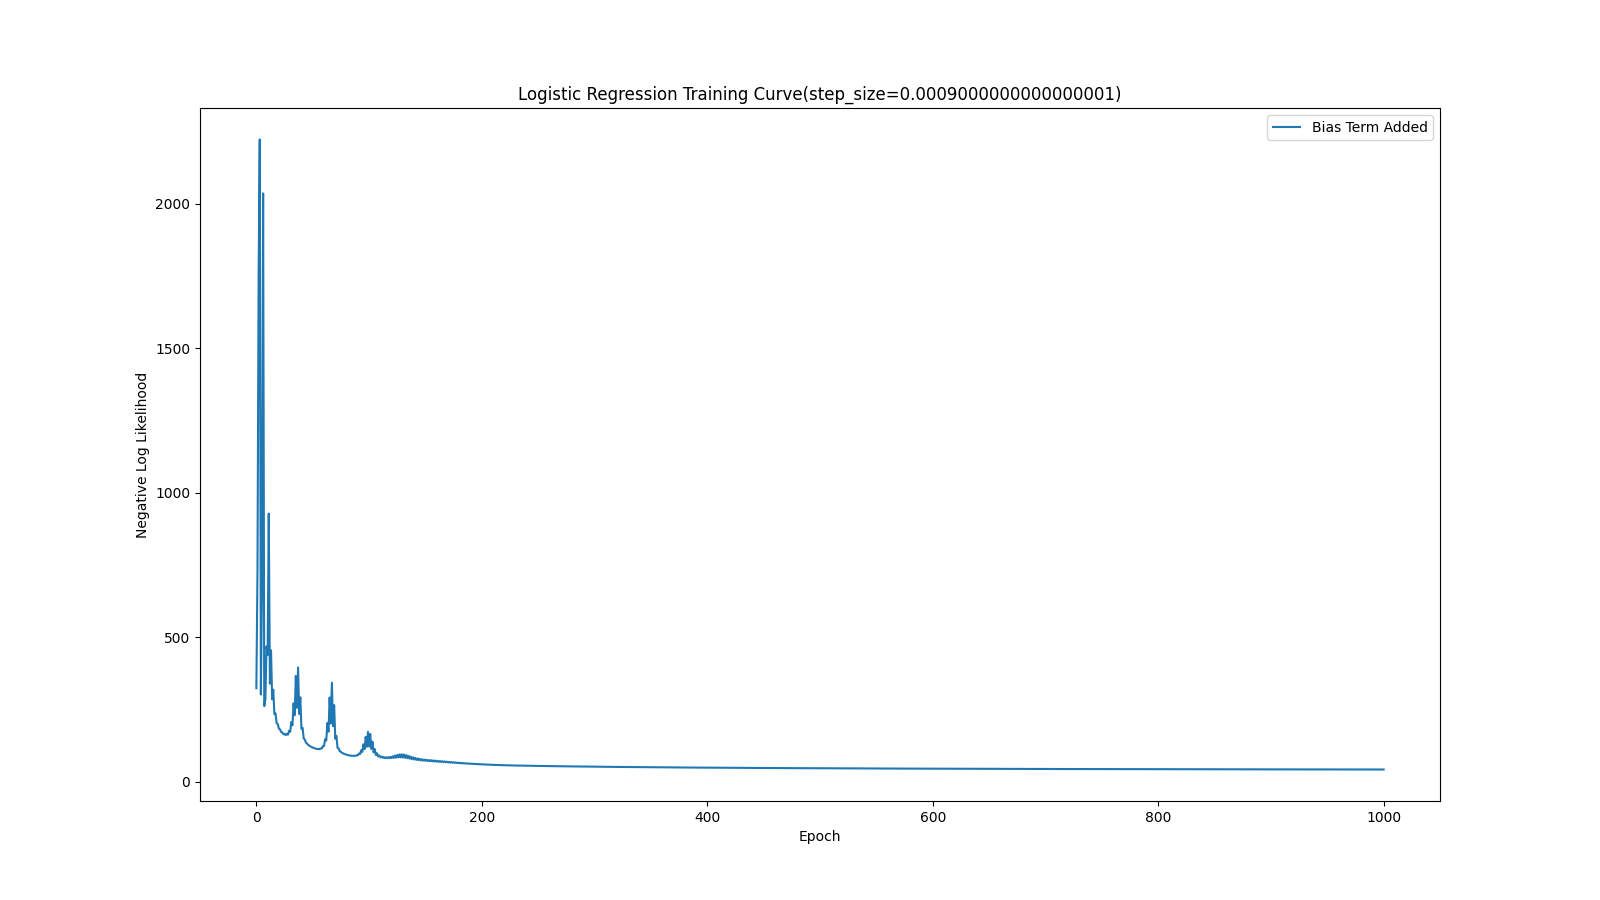 Logistic Regression Training Curve(step_size=0.0009000000000000001)
Bias Term Added
Negative Log Likelihood
2000
1500
1000
500
0
0 200 400 600 800 1000
Epoch